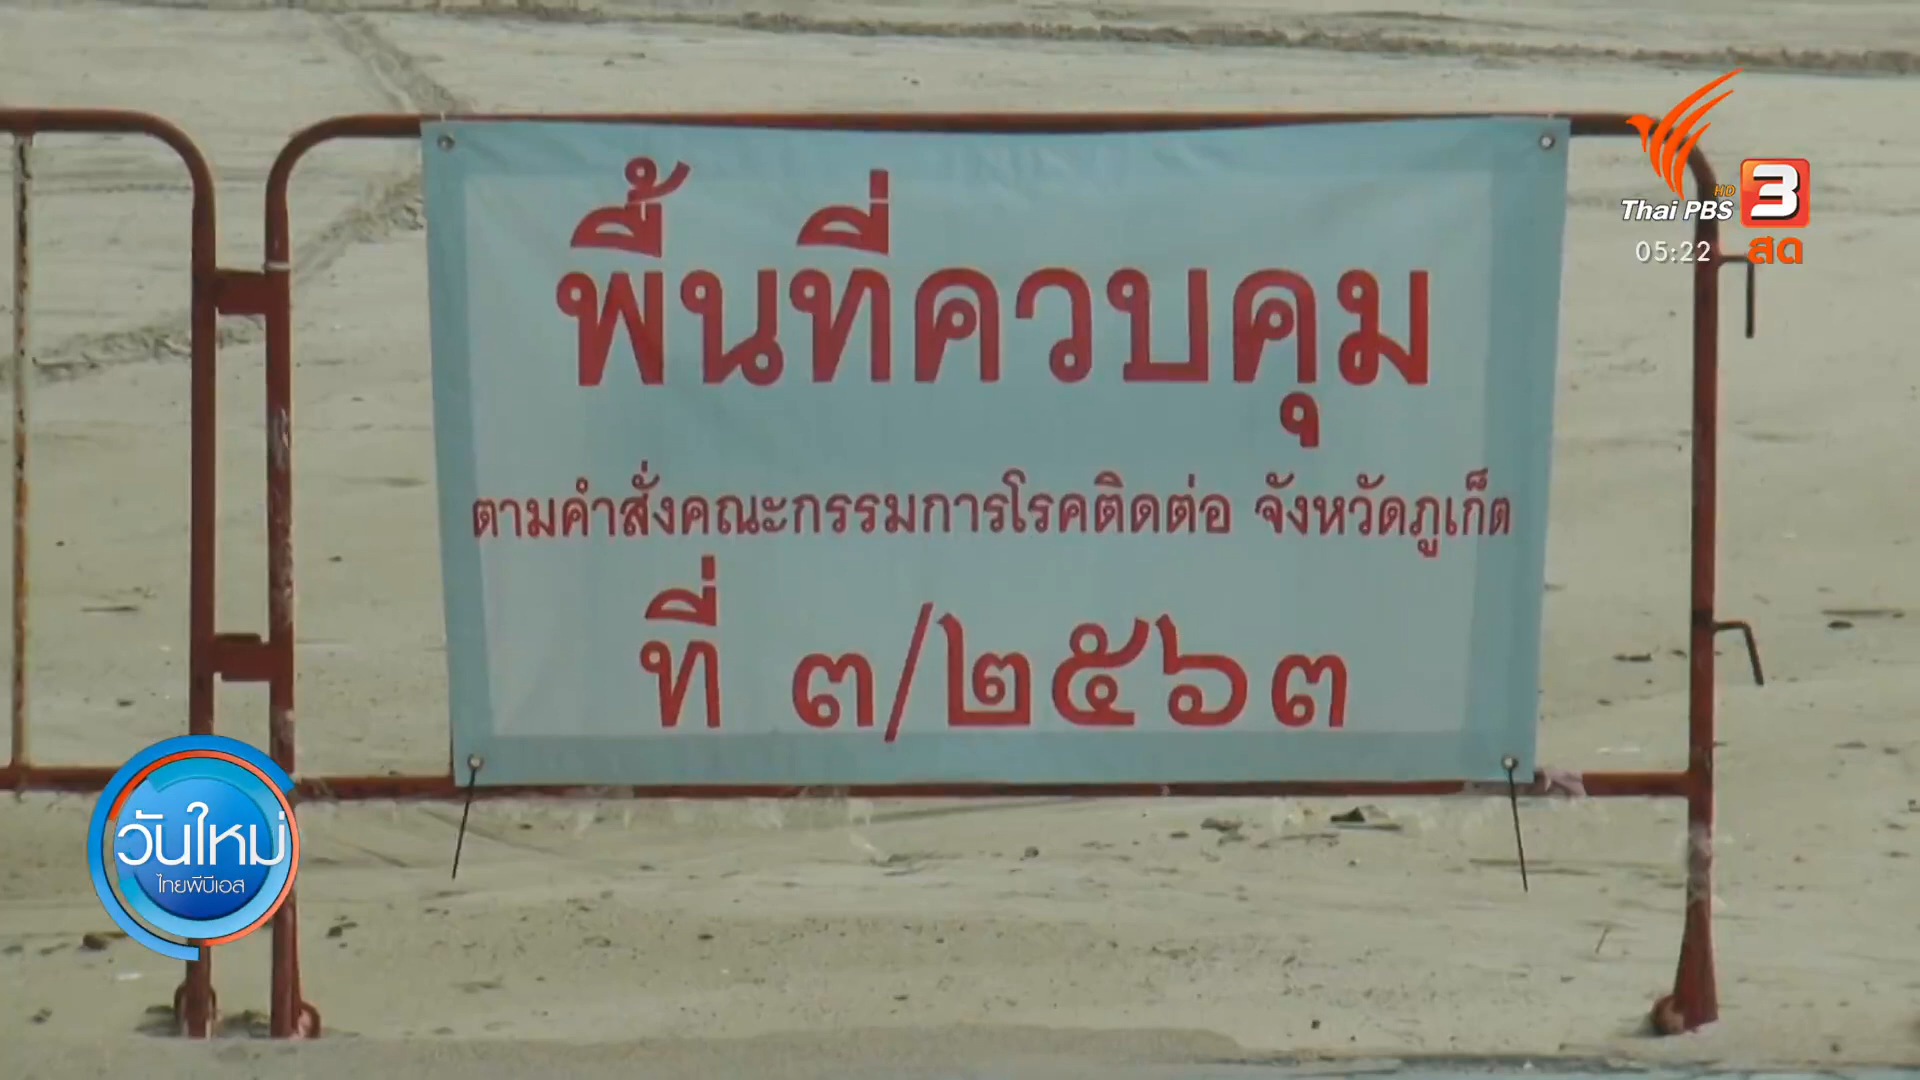 พื้นที่ควบคุม
ตามคำสั่งคณะกรรมการโรคติดต่อ จังหวัดภูเก็ต
ที่ ๓/๒๕๖๓
HD
Thai PBS 3
05:22 สด
วันใหม่
ไทยพีบีเอส